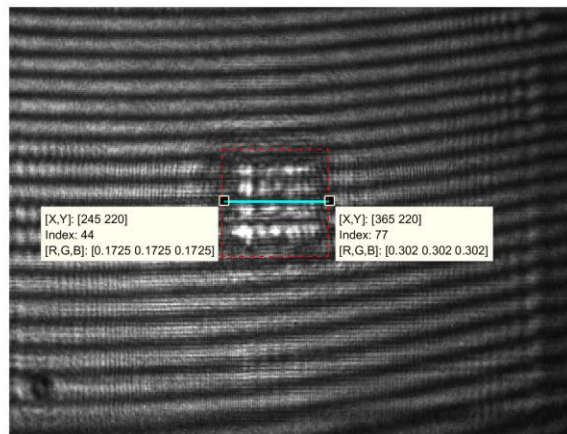 [X,Y]: [245 220]
Index: 44
[R,G,B]: [0.1725 0.1725 0.1725]
[X,Y]: [365 220]
Index: 77
[R,G,B]: [0.302 0.302 0.302]